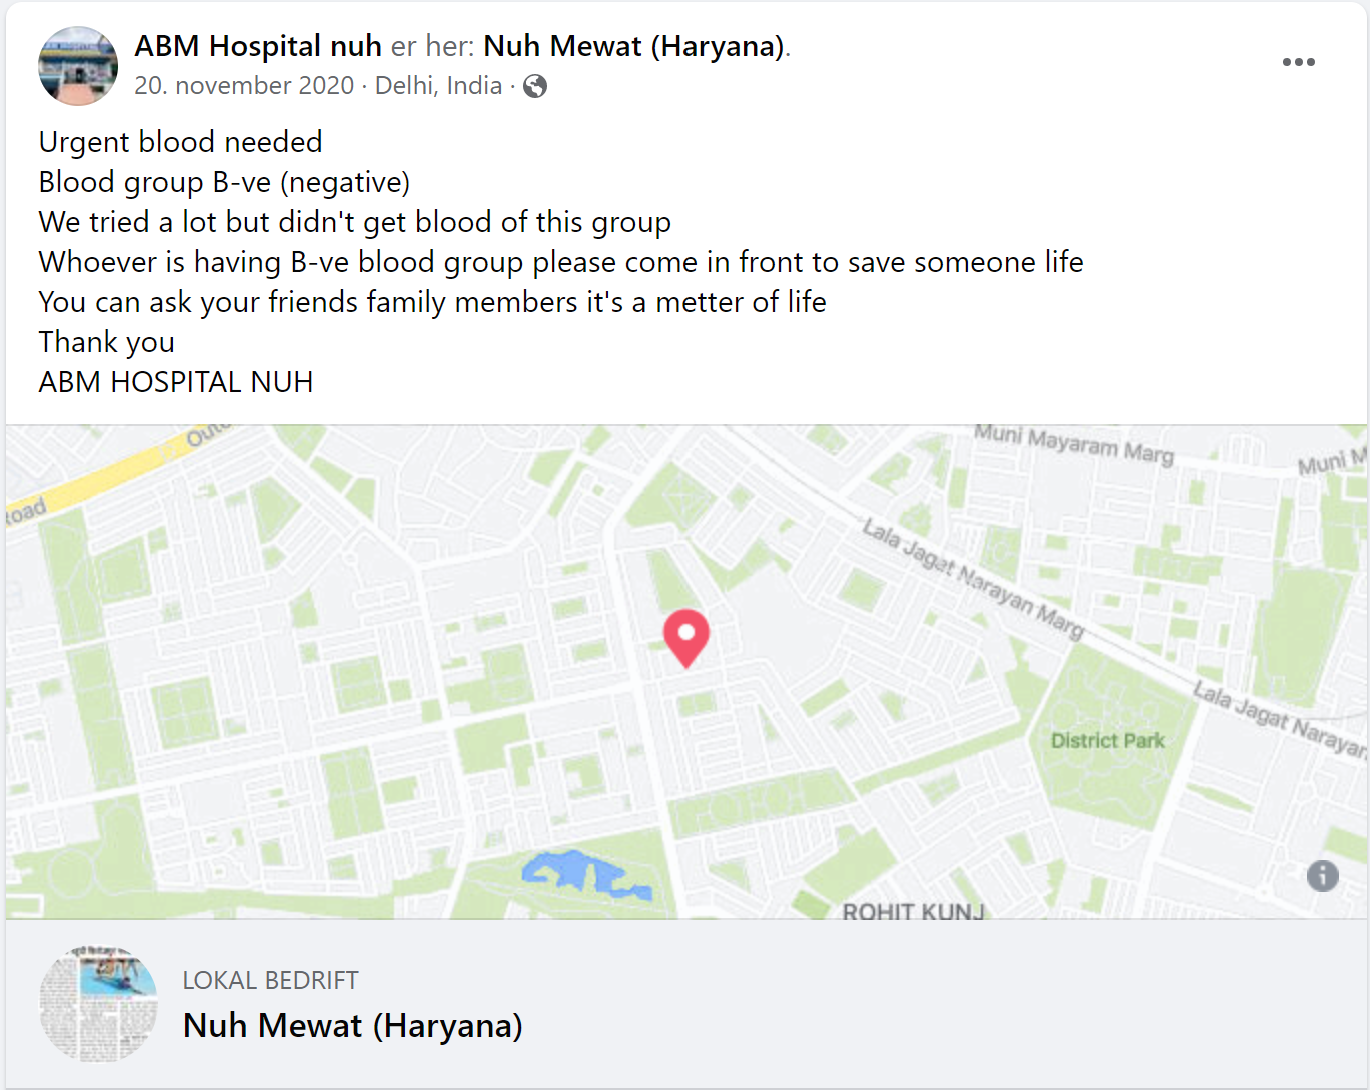 ABM Hospital nuh er her: Nuh Mewat (Haryana).
20. november 2020 · Delhi, India ·
Urgent blood needed
Blood group B-ve (negative)
We tried a lot but didn't get blood of this group
Whoever is having B-ve blood group please come in front to save someone life
You can ask your friends family members it's a metter of life
Thank you
ABM HOSPITAL NUH
Muni Mayaram Marg
Muni M
Oute
Road
Lala Jagat Narayan Marg
Lala Jagat Narayan
District Park
ROHIT KUNJ
LOKAL BEDRIFT
Nuh Mewat (Haryana)